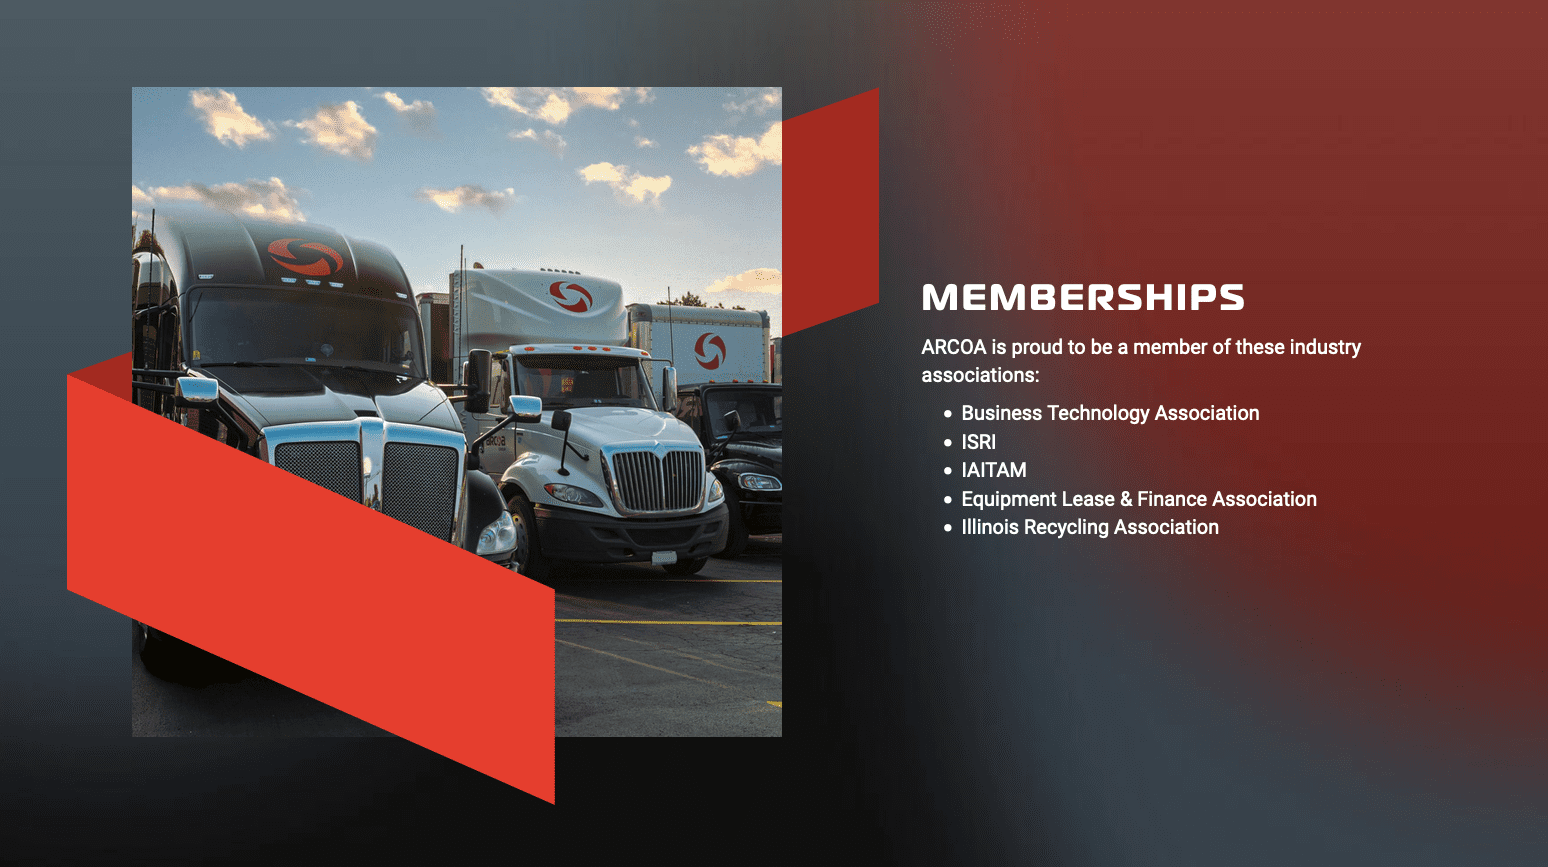 MEMBERSHIPS
ARCOA is proud to be a member of these industry
associations:
• Business Technology Association
• ISRI
• IAITAM
• Equipment Lease & Finance Association
• Illinois Recycling Association
arcoa